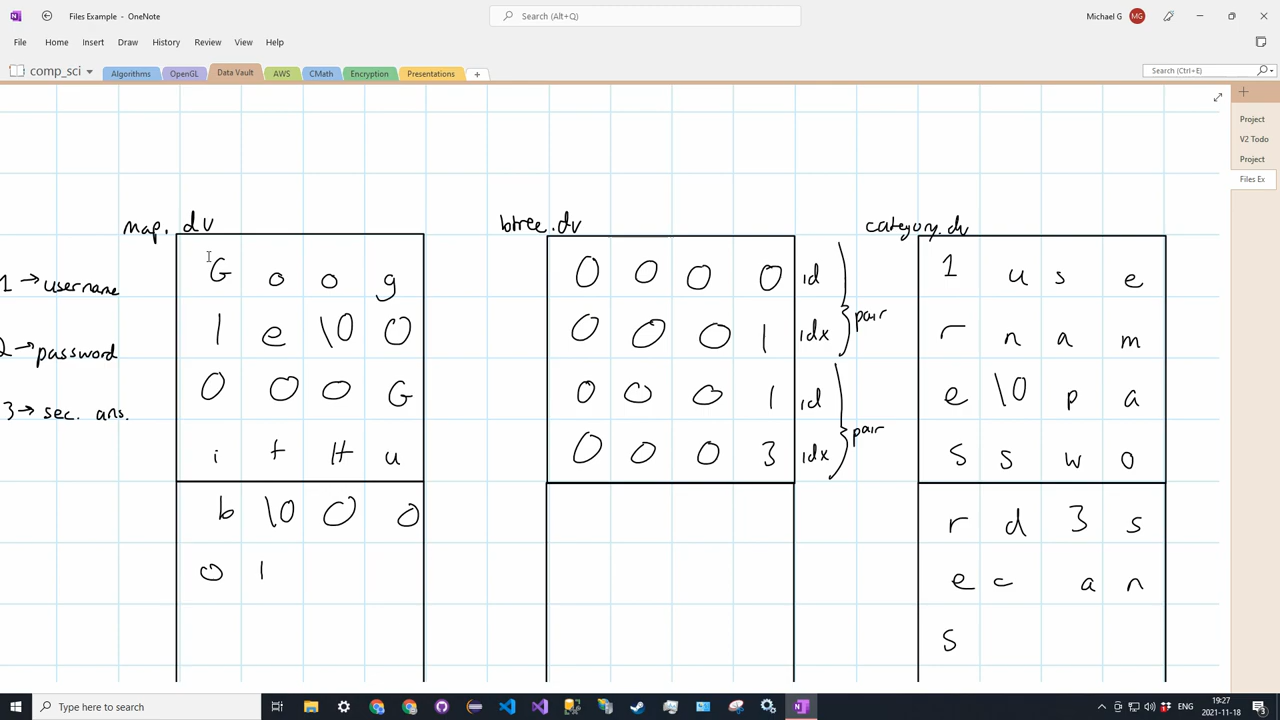 Files Example - OneNote
Search (Alt+Q)
Michael G
MG
File Home Insert Draw History Review View Help
comp_sci
Algorithms OpenGL Data Vault AWS CMath Encryption Presentations +
Search (Ctrl+E)
Project
V2 Todo
Project
Files Ex
map.dv
btree.dv
category.dv
1 → username
2 → password
3 → sec. ans.
G o o g
l e \0 0
0 0 0 G
i t H u
b \0 0 0
0 1
0 0 0 0 id
0 0 0 1 idx
pair
0 0 0 1 id
0 0 0 3 idx
pair
1 u s e
r n a m
e \0 p a
s s w o
r d 3 s
e c a n
s
Type here to search
ENG
19:27
2021-11-18